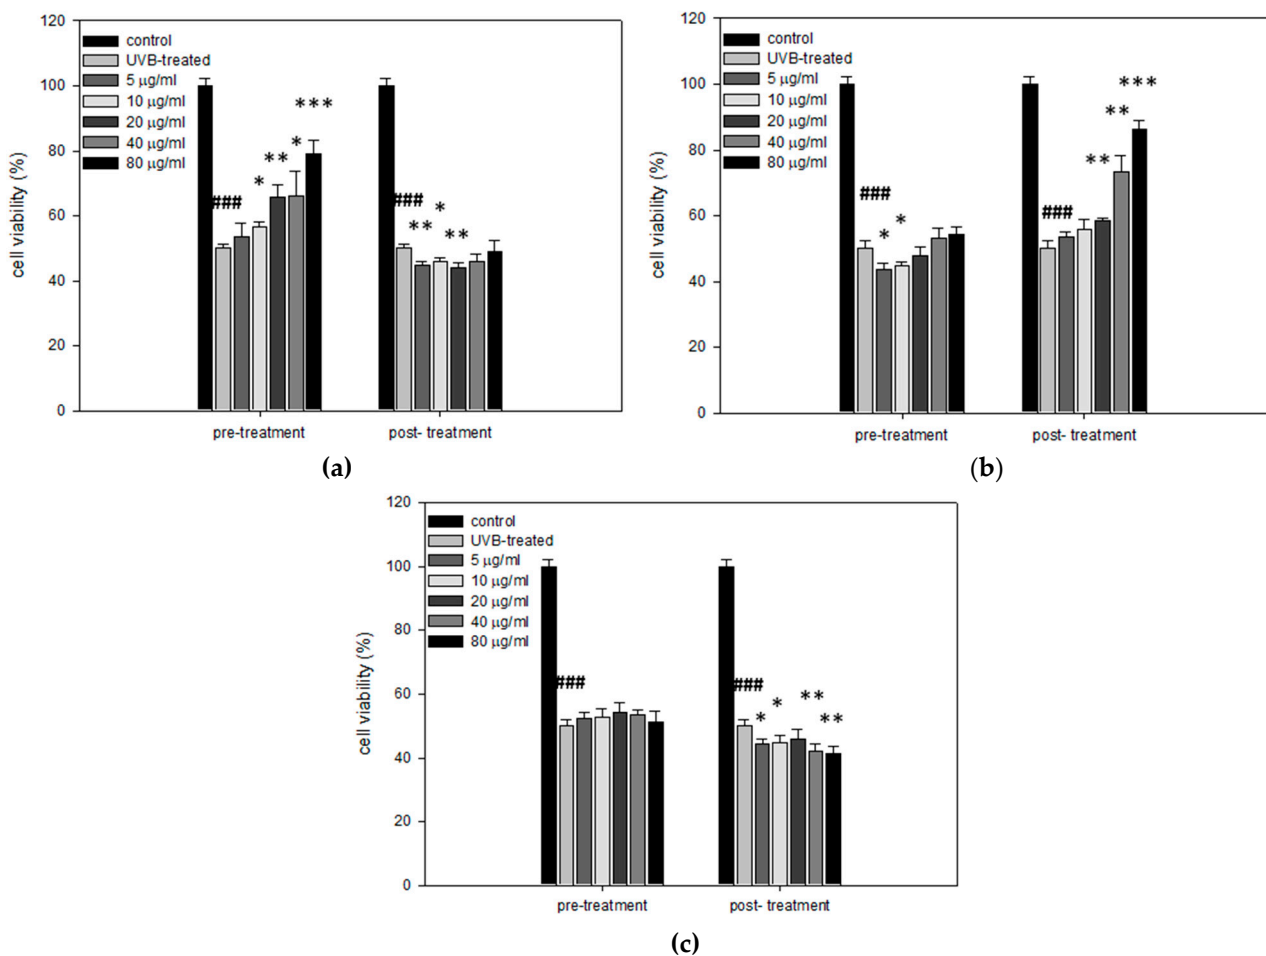 120
100
80
60
40
20
0
cell viability (%)
control
UVB-treated
5 µg/ml
10 µg/ml
20 µg/ml
40 µg/ml
80 µg/ml
###
*
**
*
***
###
**
*
**
pre-treatment
post- treatment
(a)
120
100
80
60
40
20
0
cell viability (%)
control
UVB-treated
5 µg/ml
10 µg/ml
20 µg/ml
40 µg/ml
80 µg/ml
###
*
*
###
**
**
***
pre-treatment
post- treatment
(b)
120
100
80
60
40
20
0
cell viability (%)
control
UVB-treated
5 µg/ml
10 µg/ml
20 µg/ml
40 µg/ml
80 µg/ml
###
###
*
*
**
**
pre-treatment
post- treatment
(c)